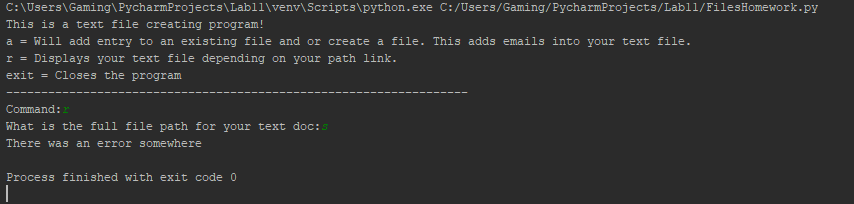 C:\Users\Gaming\PycharmProjects\Lab11\venv\Scripts\python.exe C:/Users/Gaming/PycharmProjects/Lab11/FilesHomework.py
This is a text file creating program!
a = Will add entry to an existing file and or create a file. This adds emails into your text file.
r = Displays your text file depending on your path link.
exit = Closes the program
------------------------------------------------------------------
Command:r
What is the full file path for your text doc:s
There was an error somewhere
Process finished with exit code 0